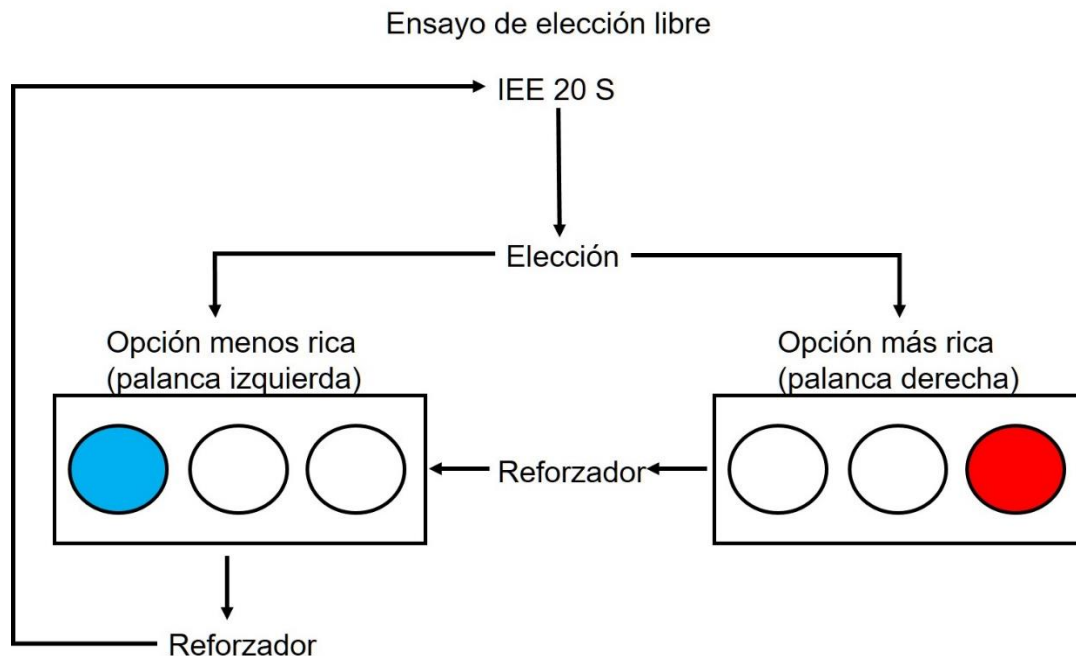 Ensayo de elección libre
IEE 20 S
Elección
Opción menos rica
(palanca izquierda)
Opción más rica
(palanca derecha)
Reforzador
Reforzador